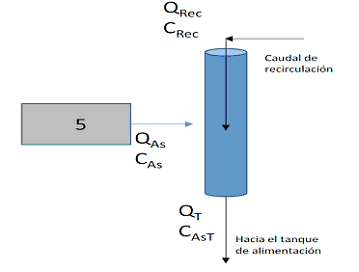 Q_Rec
C_Rec
Caudal de
recirculación
5
Q_As
C_As
Q_T
C_AsT
Hacia el tanque
de alimentación